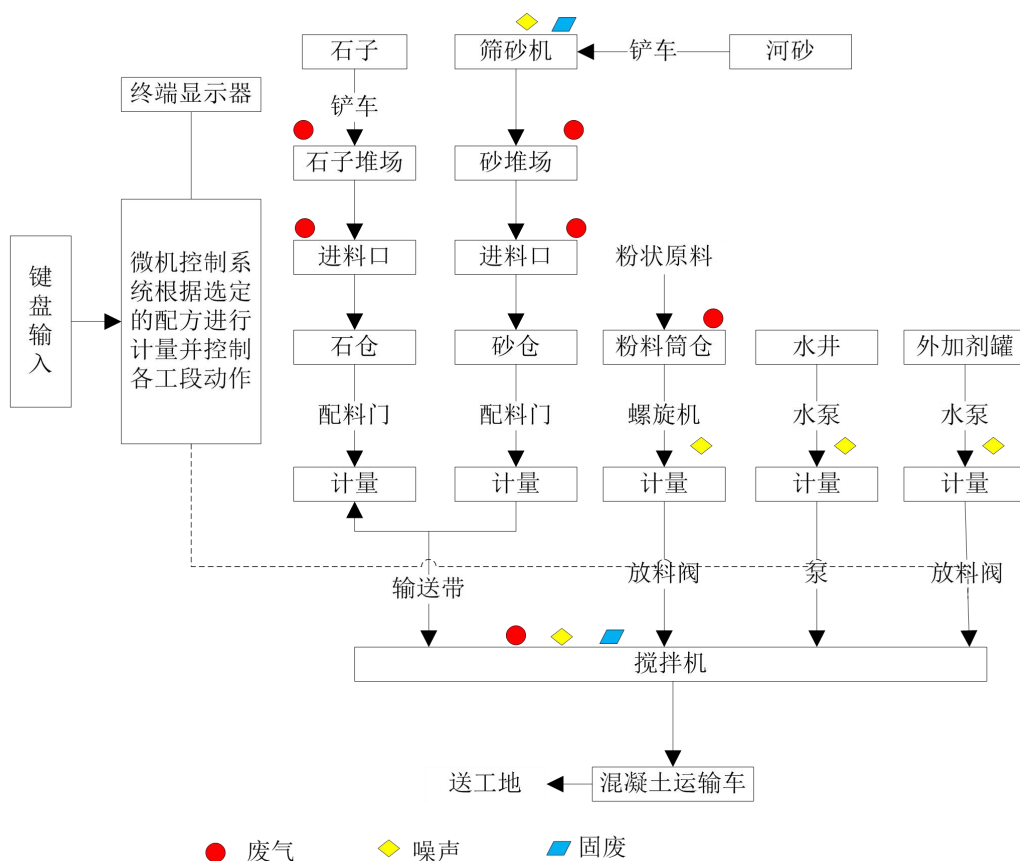 石子
筛砂机
铲车
河砂
终端显示器
铲车
石子堆场
砂堆场
键盘输入
微机控制系
统根据选定
的配方进行
计量并控制
各工段动作
进料口
进料口
粉状原料
石仓
砂仓
粉料筒仓
水井
外加剂罐
配料门
配料门
螺旋机
水泵
水泵
计量
计量
计量
计量
计量
输送带
放料阀
泵
放料阀
搅拌机
送工地
混凝土运输车
废气
噪声
固废